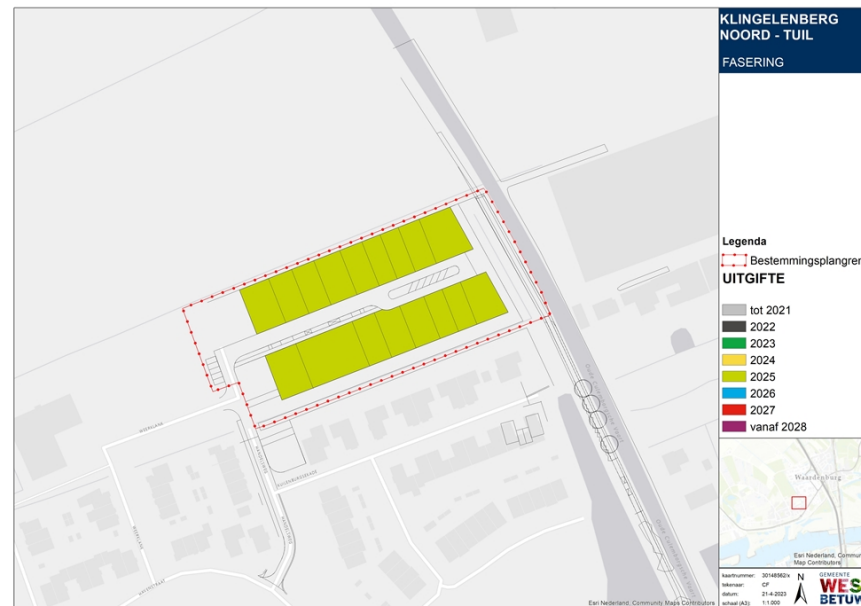 KLINGELENBERG
NOORD - TUIL
FASERING
Legenda
Bestemmingsplangren
UITGIFTE
tot 2021
2022
2023
2024
2025
2026
2027
vanaf 2028
Waardenburg
Esri Nederland, Commun
Map Contributors
kaartnummer:
tekenaar: CF
datum: 21-4-2023
schaal (A3): 1:1.000
N
GEMEENTE
WES
BETUW
Esri Nederland, Community Maps Contributors